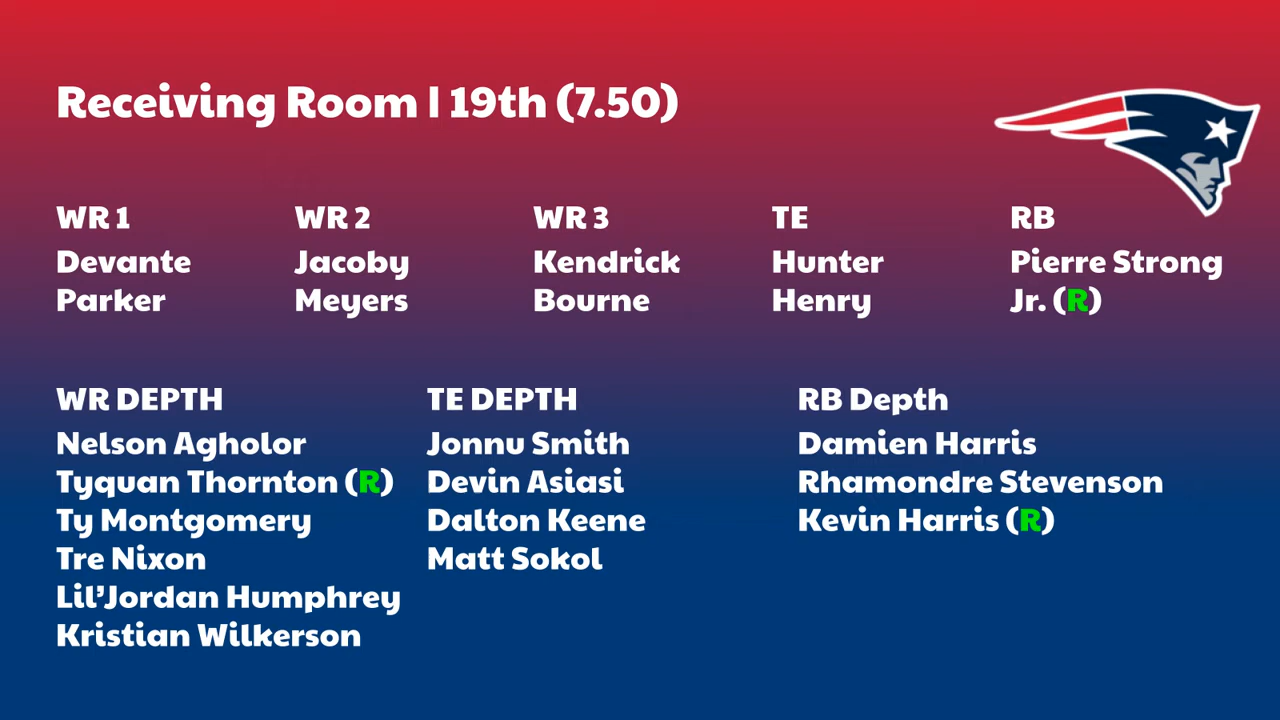 Receiving Room | 19th (7.50)
WR 1
Devante
Parker
WR 2
Jacoby
Meyers
WR 3
Kendrick
Bourne
TE
Hunter
Henry
RB
Pierre Strong
Jr. (R)
WR DEPTH
Nelson Agholor
Tyquan Thornton (R)
Ty Montgomery
Tre Nixon
Lil’Jordan Humphrey
Kristian Wilkerson
TE DEPTH
Jonnu Smith
Devin Asiasi
Dalton Keene
Matt Sokol
RB Depth
Damien Harris
Rhamondre Stevenson
Kevin Harris (R)